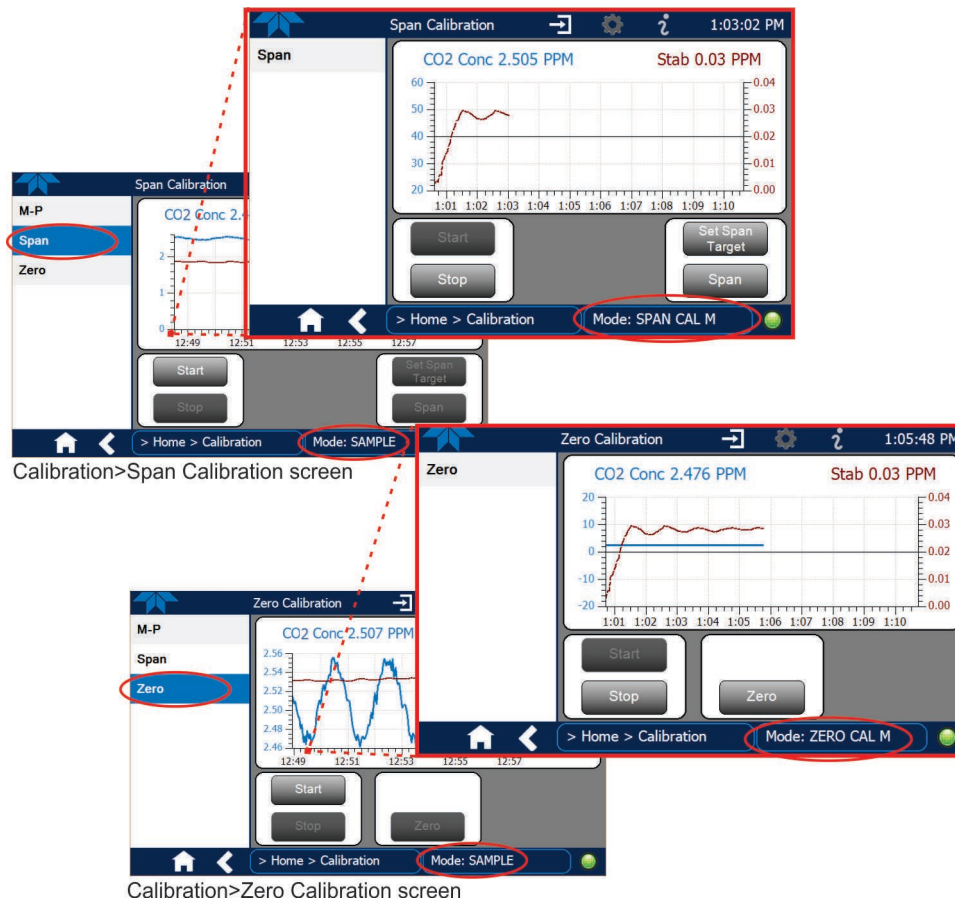 Span Calibration 1:03:02 PM
Span
CO2 Conc 2.505 PPM Stab 0.03 PPM
60 0.04
50 0.03
40 0.02
30 0.01
20 0.00
1:01 1:02 1:03 1:04 1:05 1:06 1:07 1:08 1:09 1:10
Start Set Span Target
Stop Span
> Home > Calibration Mode: SPAN CAL M
Span Calibration
M-P
Span
Zero
CO2 Conc 2.4
2
1
0
12:49 12:51 12:53 12:55 12:57
Start Set Span Target
Stop Span
> Home > Calibration Mode: SAMPLE
Calibration>Span Calibration screen
Zero Calibration 1:05:48 PM
Zero
CO2 Conc 2.476 PPM Stab 0.03 PPM
20 0.04
10 0.03
0 0.02
-10 0.01
-20 0.00
1:01 1:02 1:03 1:04 1:05 1:06 1:07 1:08 1:09 1:10
Start
Stop Zero
> Home > Calibration Mode: ZERO CAL M
Zero Calibration
M-P
Span
Zero
CO2 Conc 2.507 PPM
2.56
2.54
2.52
2.50
2.48
2.46
12:49 12:51 12:53 12:55 12:57
Start
Stop Zero
> Home > Calibration Mode: SAMPLE
Calibration>Zero Calibration screen